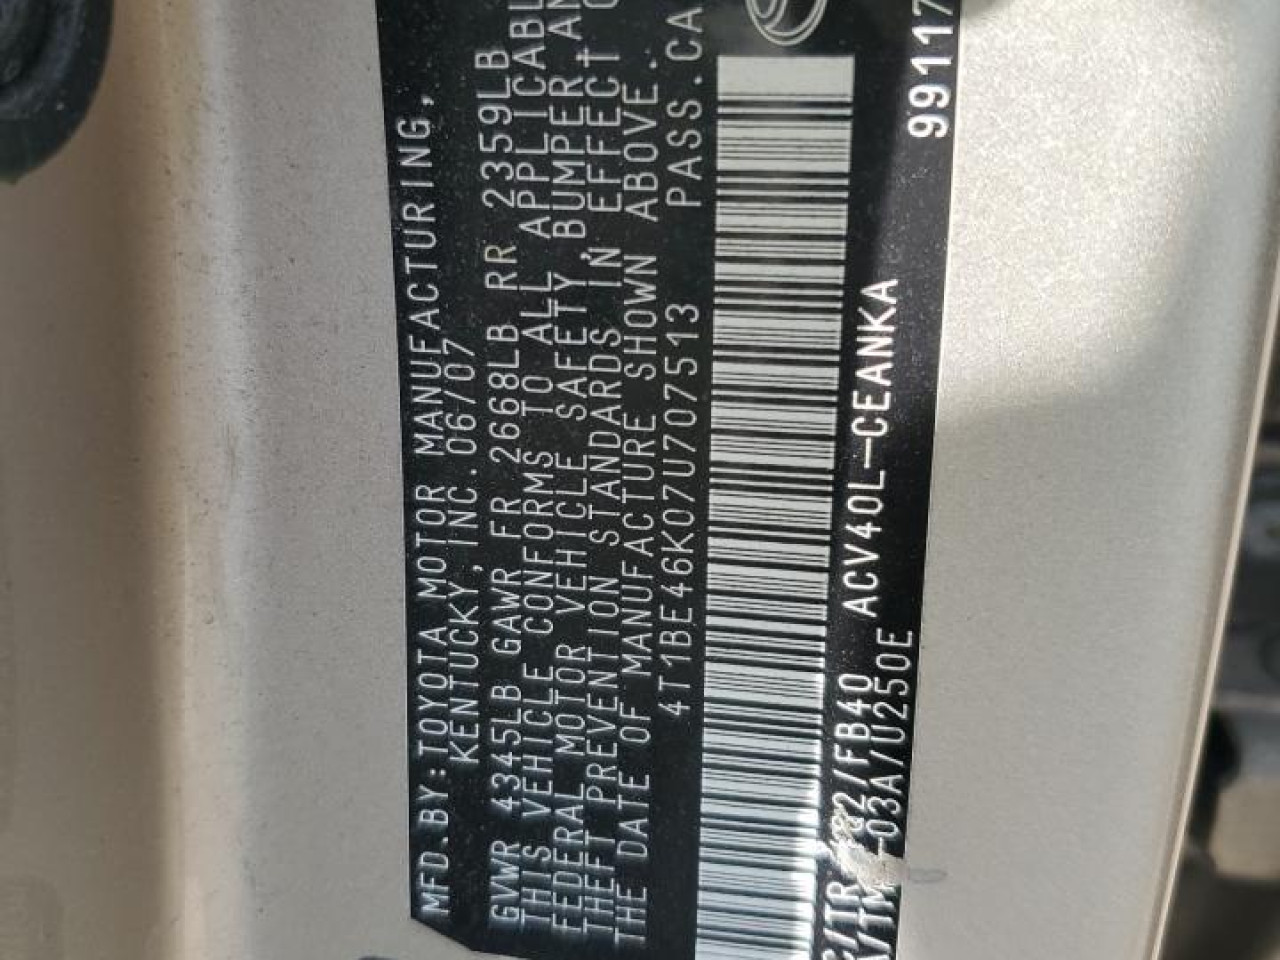 MFD.BY:TOYOTA MOTOR MANUFACTURING,
KENTUCKY, INC. 06/07
GVWR 4345LB GAWR FR 2668LB RR 2359LB
THIS VEHICLE CONFORMS TO ALL APPLICABL
FEDERAL MOTOR VEHICLE SAFETY, BUMPER AN
THEFT PREVENTION STANDARDS IN EFFECT O
THE DATE OF MANUFACTURE SHOWN ABOVE.
4T1BE46K07U707513 PASS.CA
C/TR /FB40 ACV40L-CEANKA
A/TM -03A/U250E
99117